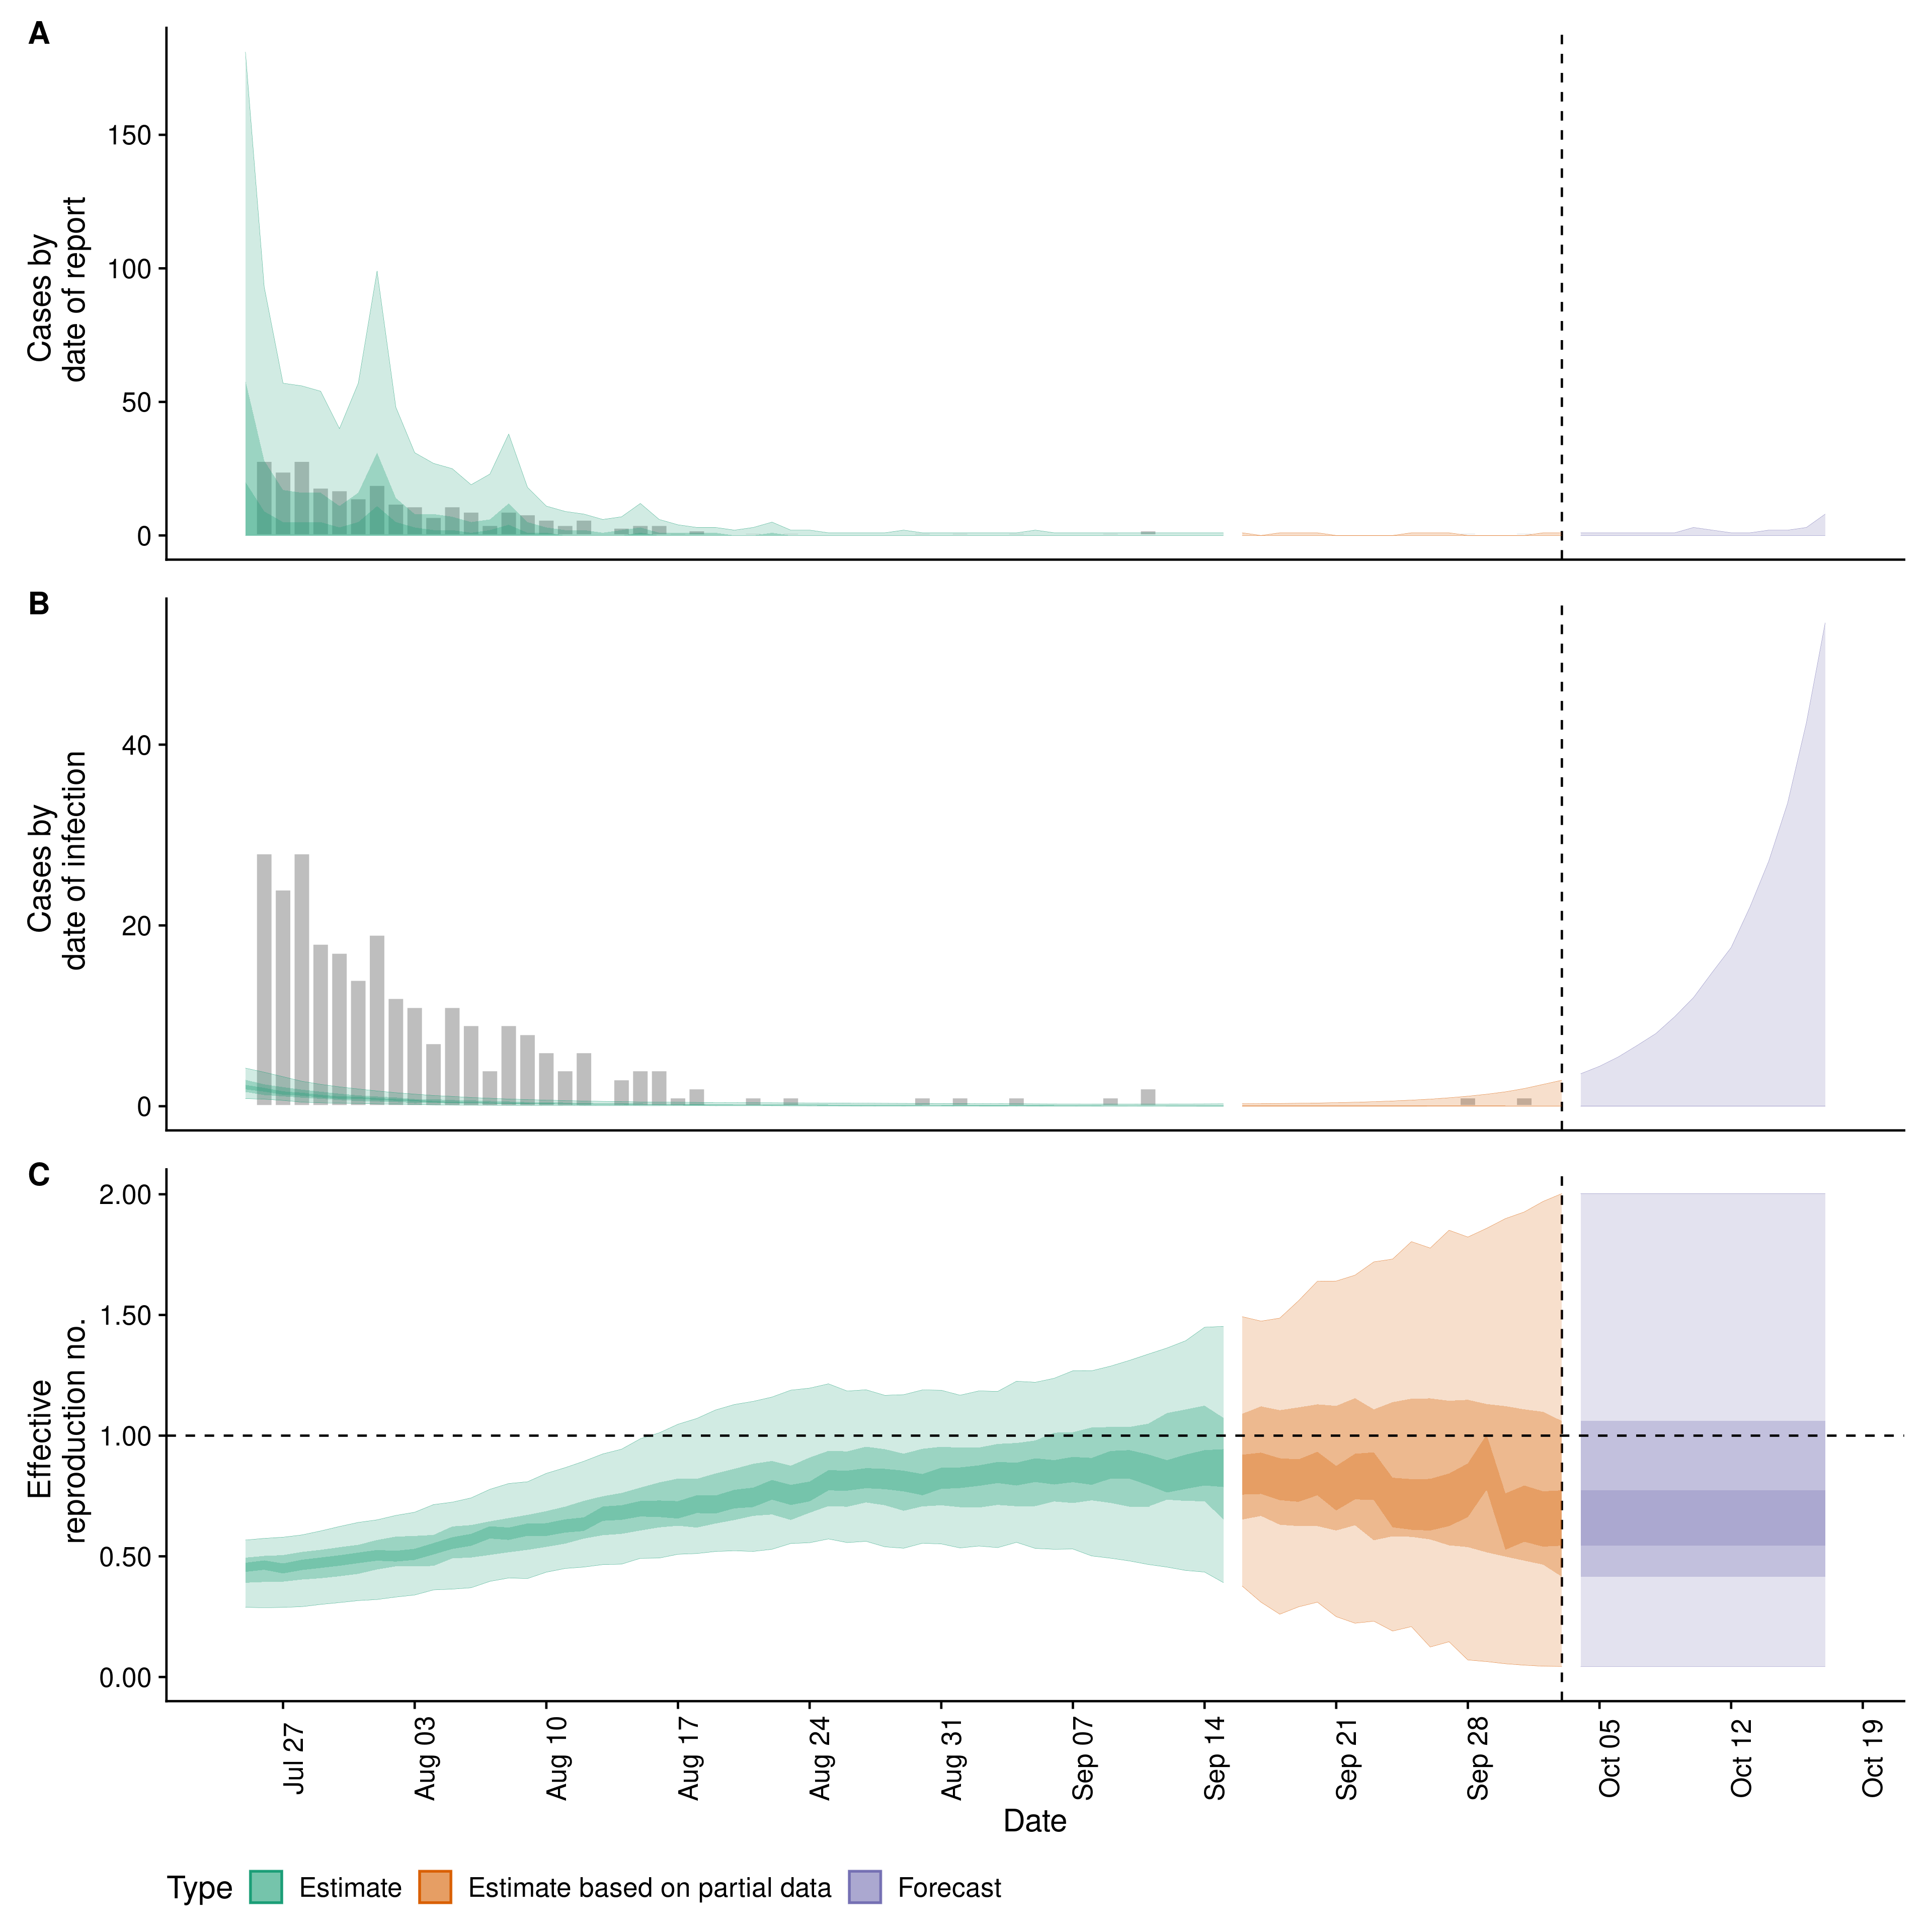 A
Cases by
date of report
150
100
50
0
B
Cases by
date of infection
40
20
0
C
Effective
reproduction no.
2.00
1.50
1.00
0.50
0.00
Jul 27
Aug 03
Aug 10
Aug 17
Aug 24
Aug 31
Sep 07
Sep 14
Sep 21
Sep 28
Oct 05
Oct 12
Oct 19
Date
Type Estimate Estimate based on partial data Forecast